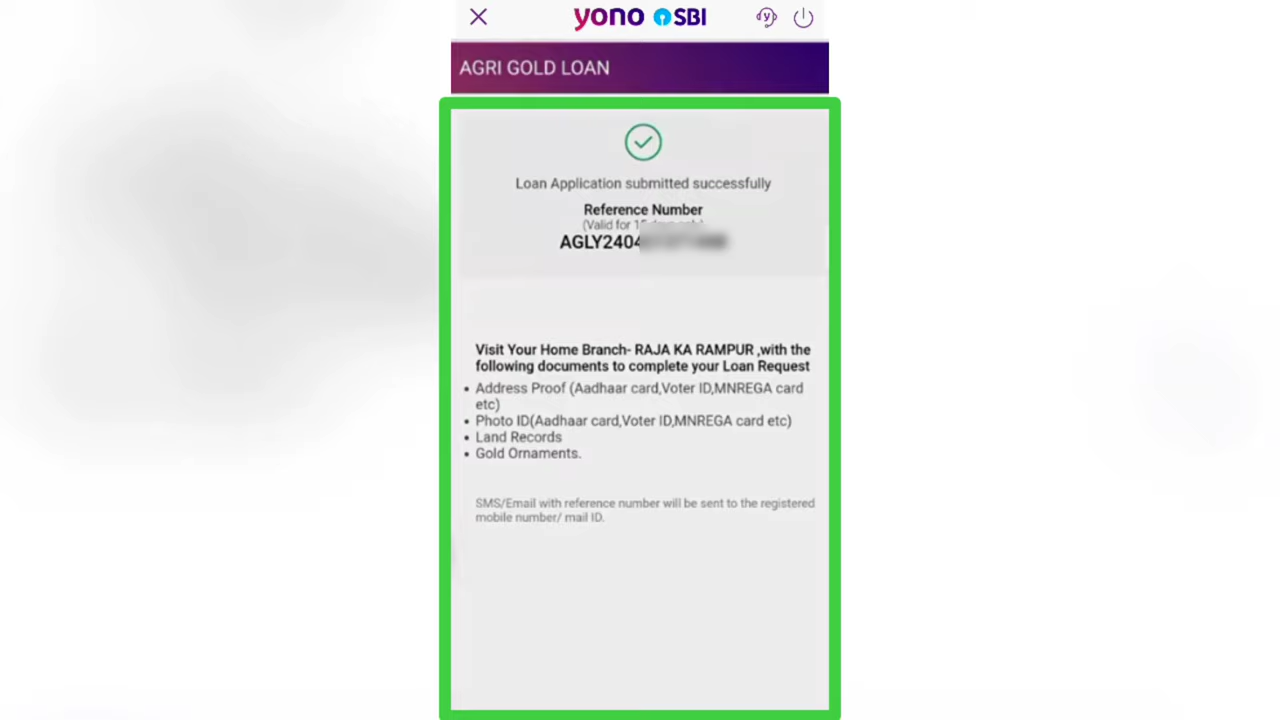 yono SBI
AGRI GOLD LOAN
Loan Application submitted successfully
Reference Number
(Valid for
AGLY2404
Visit Your Home Branch- RAJA KA RAMPUR ,with the
following documents to complete your Loan Request
• Address Proof (Aadhaar card,Voter ID,MNREGA card
etc)
• Photo ID(Aadhaar card,Voter ID,MNREGA card etc)
• Land Records
• Gold Ornaments.
SMS/Email with reference number will be sent to the registered
mobile number/ mail ID.